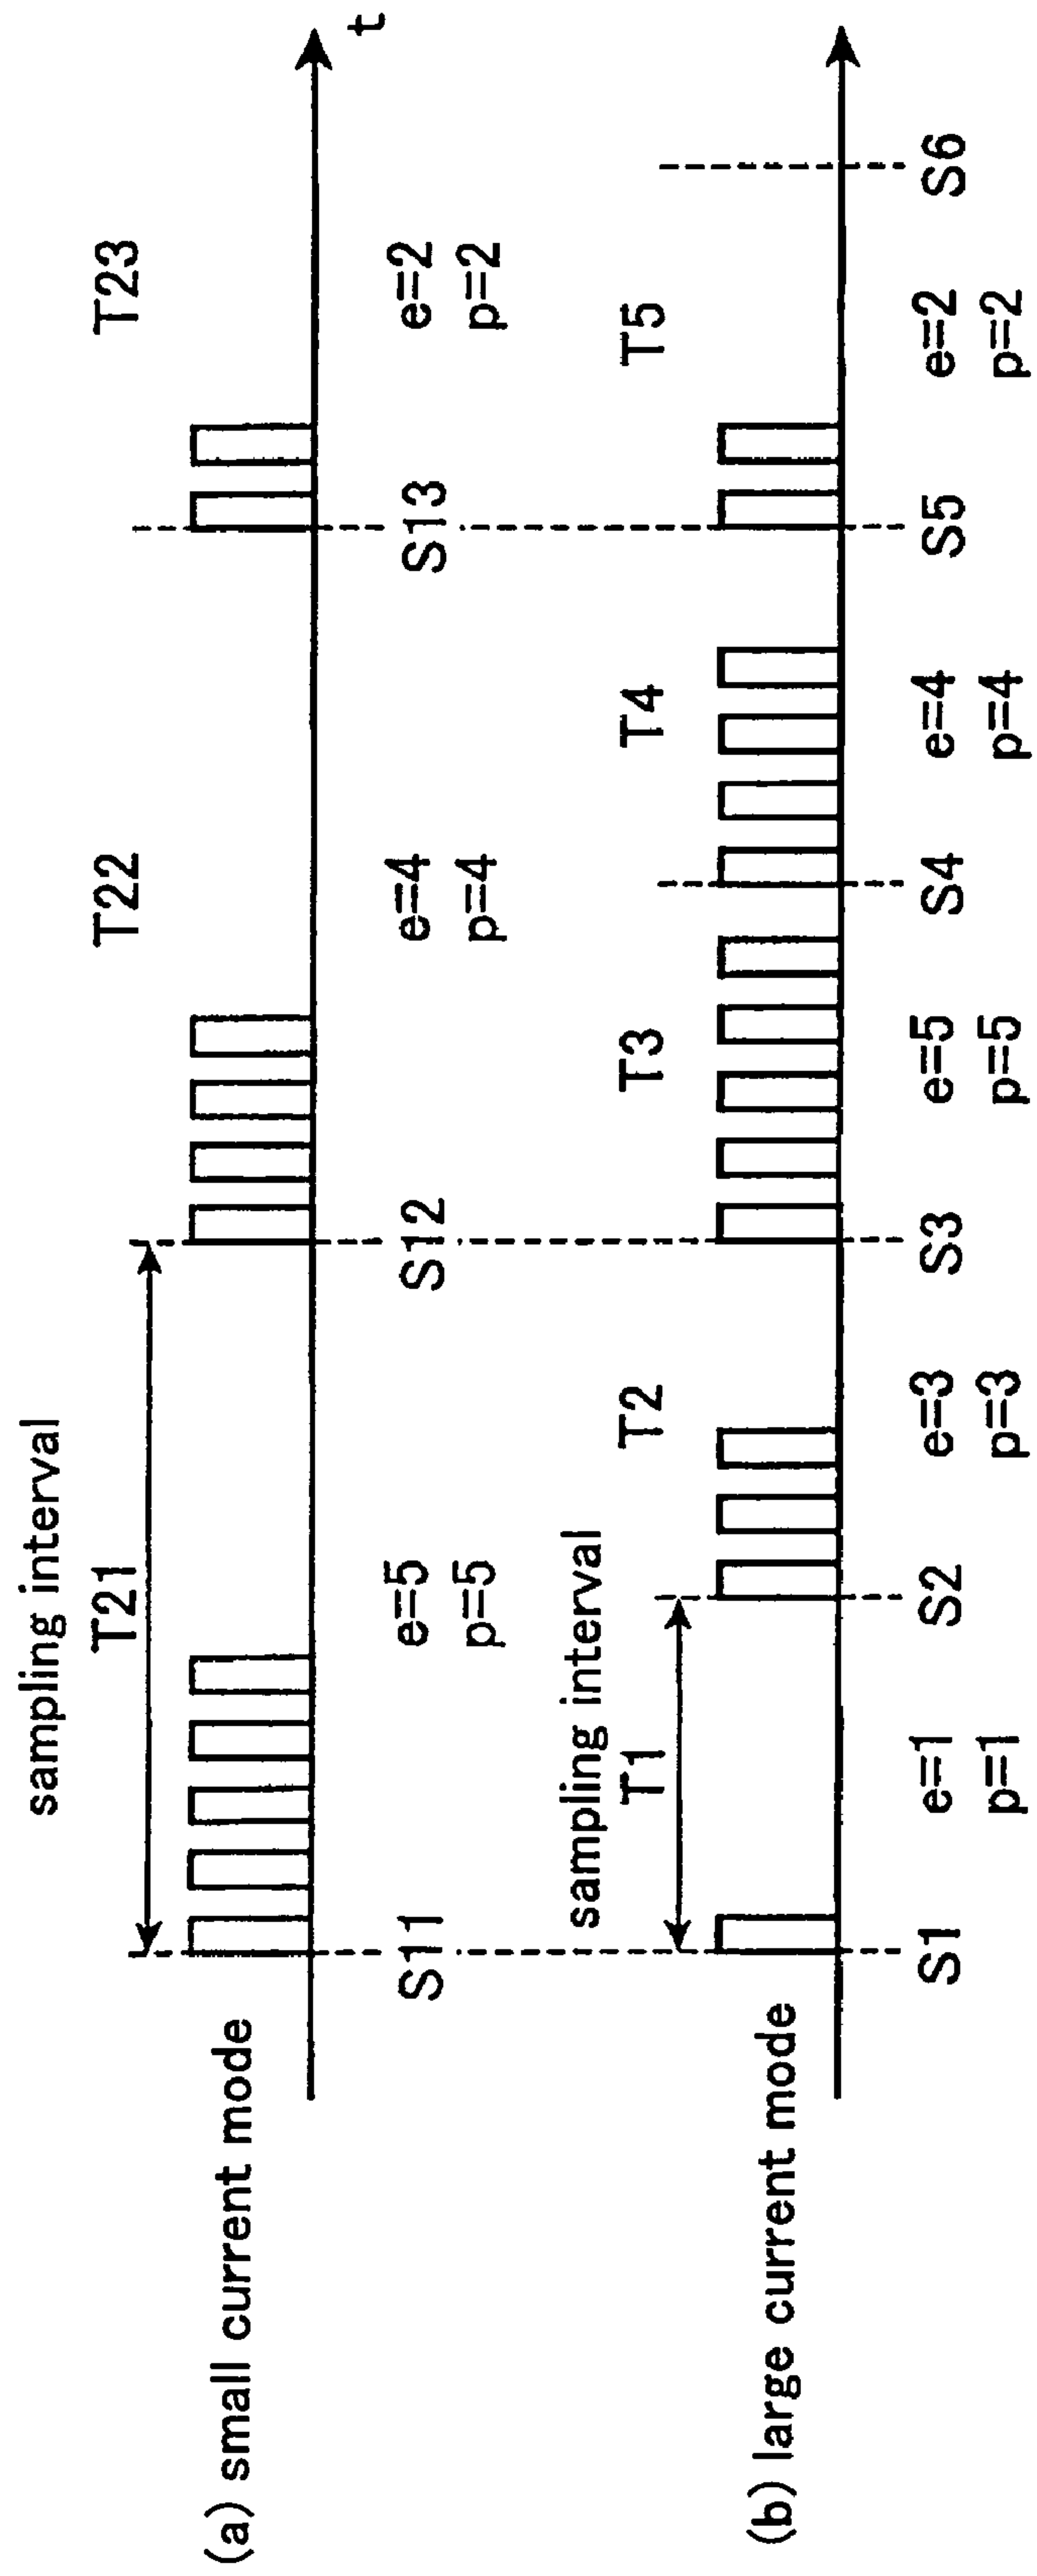 sampling interval
T21
T22
T23
(a) small current mode
t
S11
S12
S13
e=5
p=5
e=4
p=4
e=2
p=2
sampling interval
T1
T2
T3
T4
T5
(b) large current mode
S1
S2
S3
S4
S5
S6
e=1
p=1
e=3
p=3
e=5
p=5
e=4
p=4
e=2
p=2